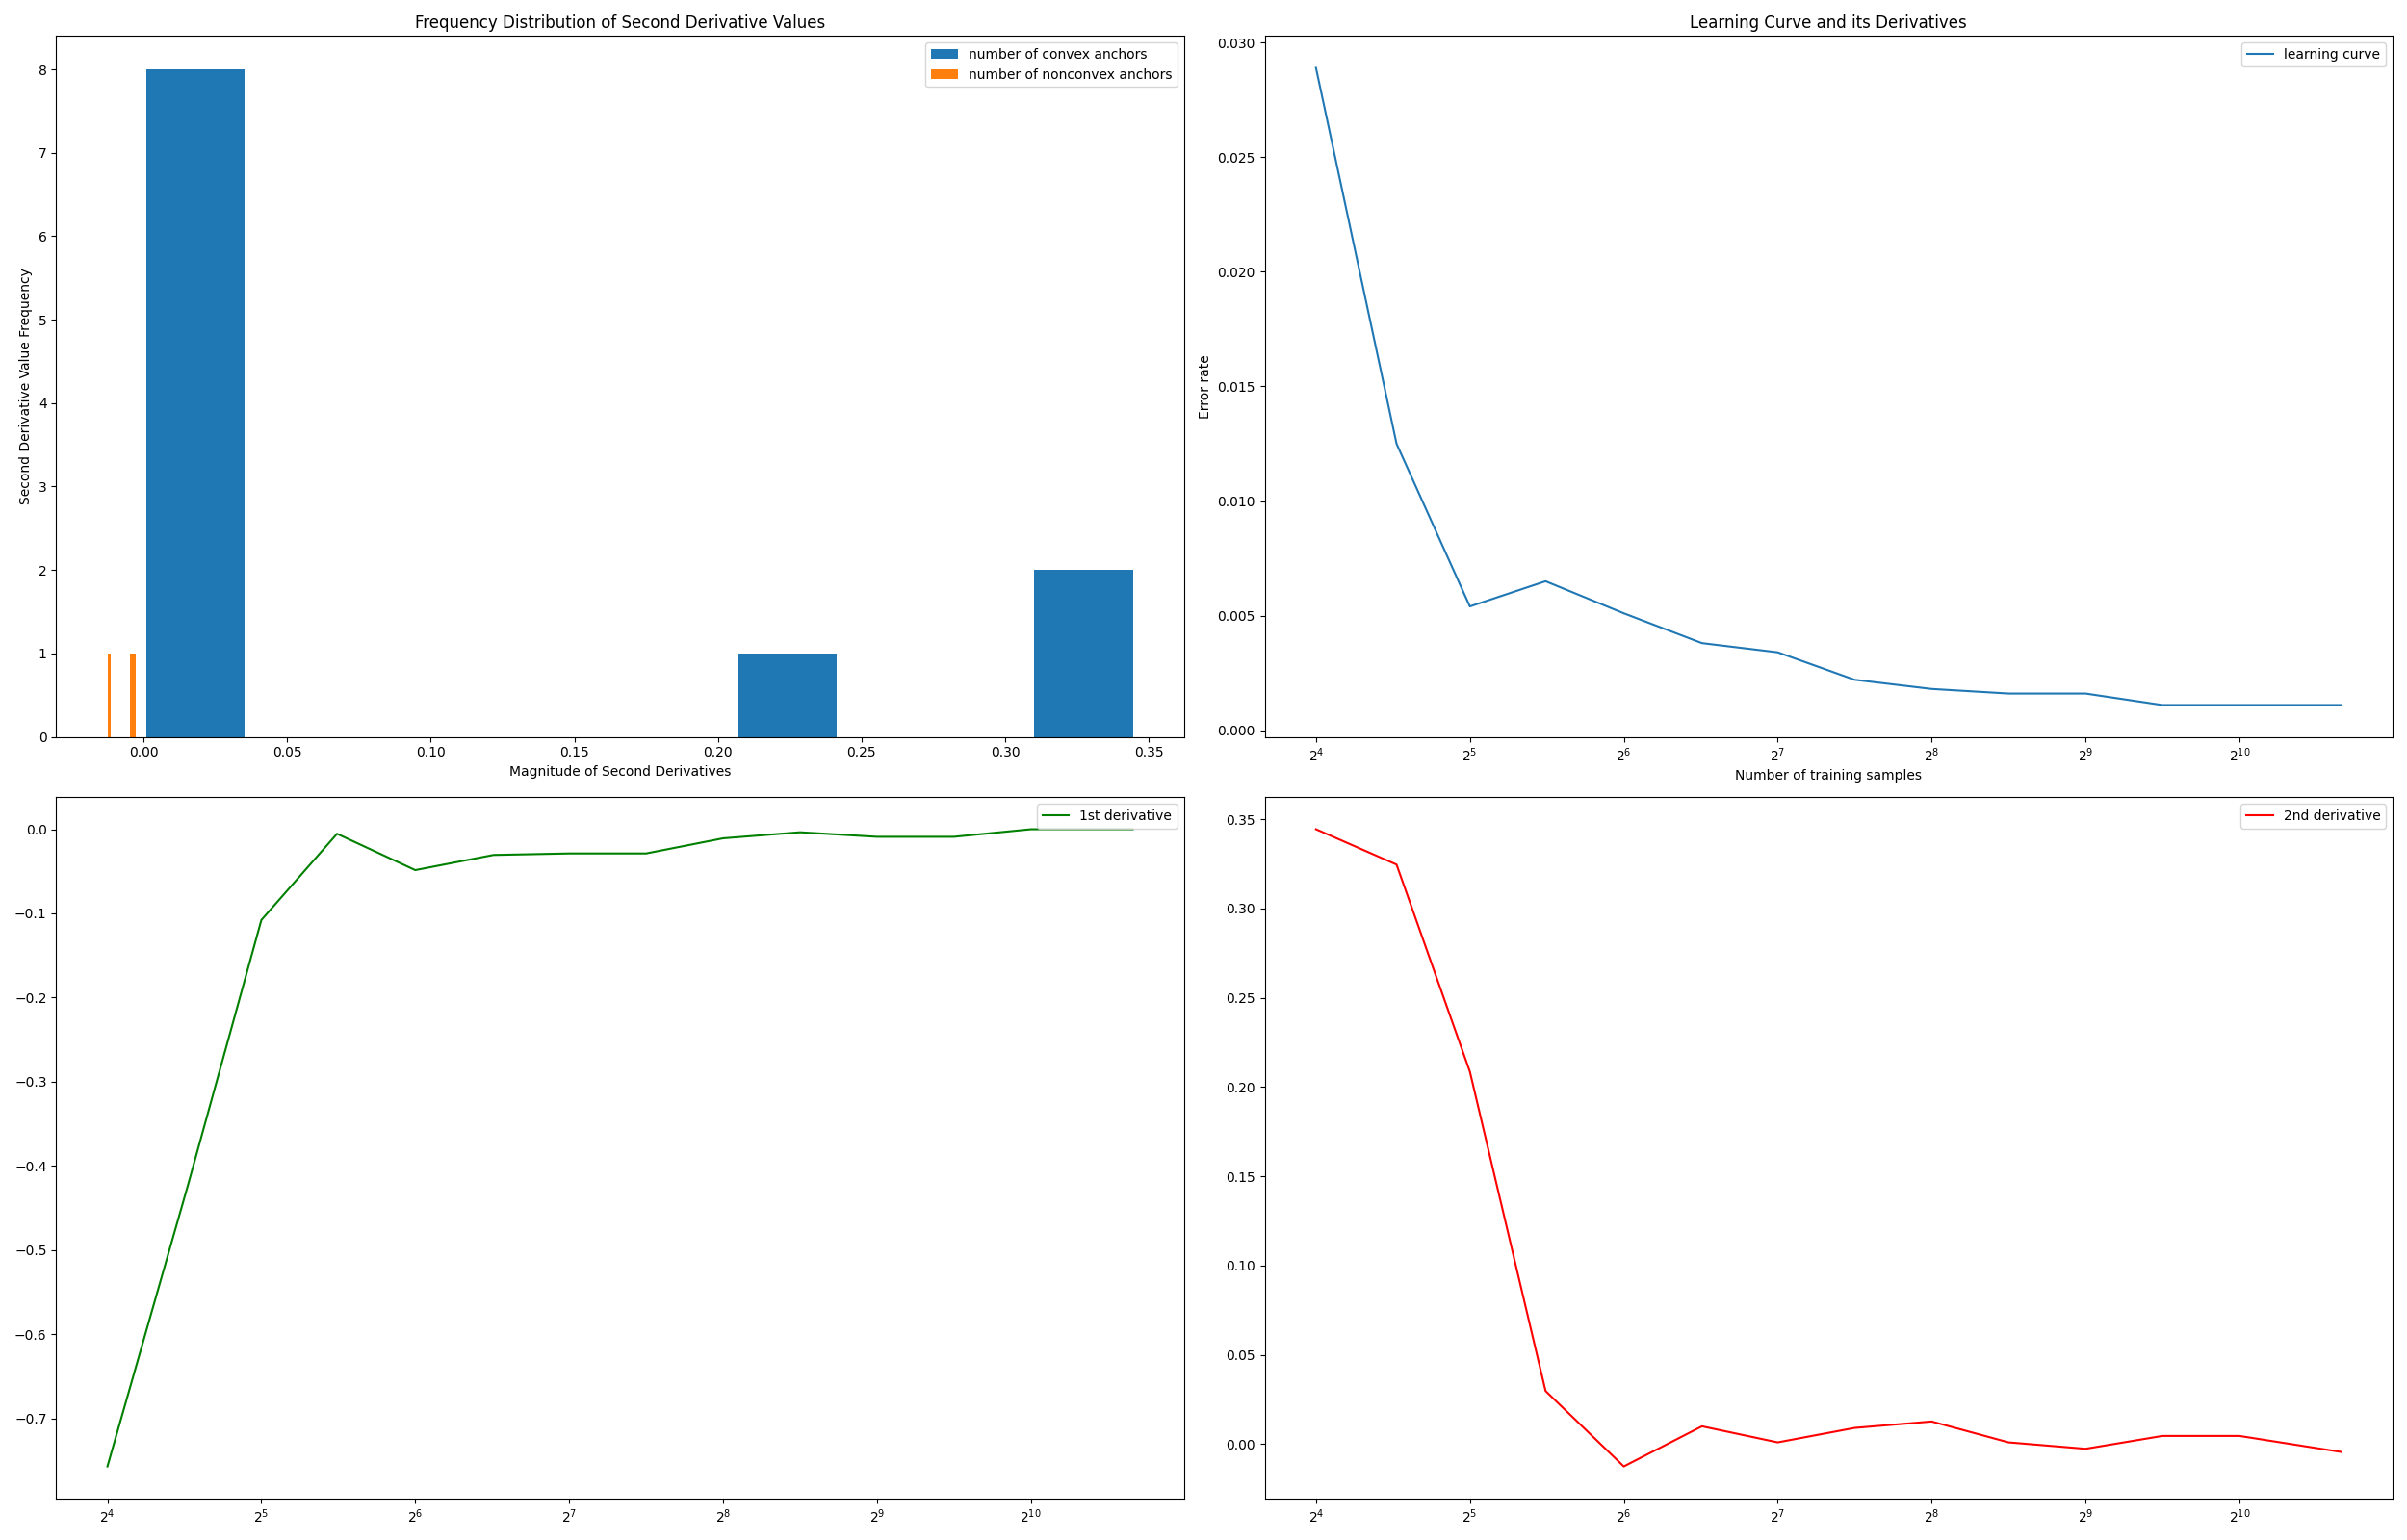 Frequency Distribution of Second Derivative Values
number of convex anchors
number of nonconvex anchors
Second Derivative Value Frequency
8
7
6
5
4
3
2
1
0
0.00 0.05 0.10 0.15 0.20 0.25 0.30 0.35
Magnitude of Second Derivatives
Learning Curve and its Derivatives
learning curve
Error rate
0.030
0.025
0.020
0.015
0.010
0.005
0.000
2⁴ 2⁵ 2⁶ 2⁷ 2⁸ 2⁹ 2¹⁰
Number of training samples
1st derivative
0.0
−0.1
−0.2
−0.3
−0.4
−0.5
−0.6
−0.7
2⁴ 2⁵ 2⁶ 2⁷ 2⁸ 2⁹ 2¹⁰
2nd derivative
0.35
0.30
0.25
0.20
0.15
0.10
0.05
0.00
2⁴ 2⁵ 2⁶ 2⁷ 2⁸ 2⁹ 2¹⁰